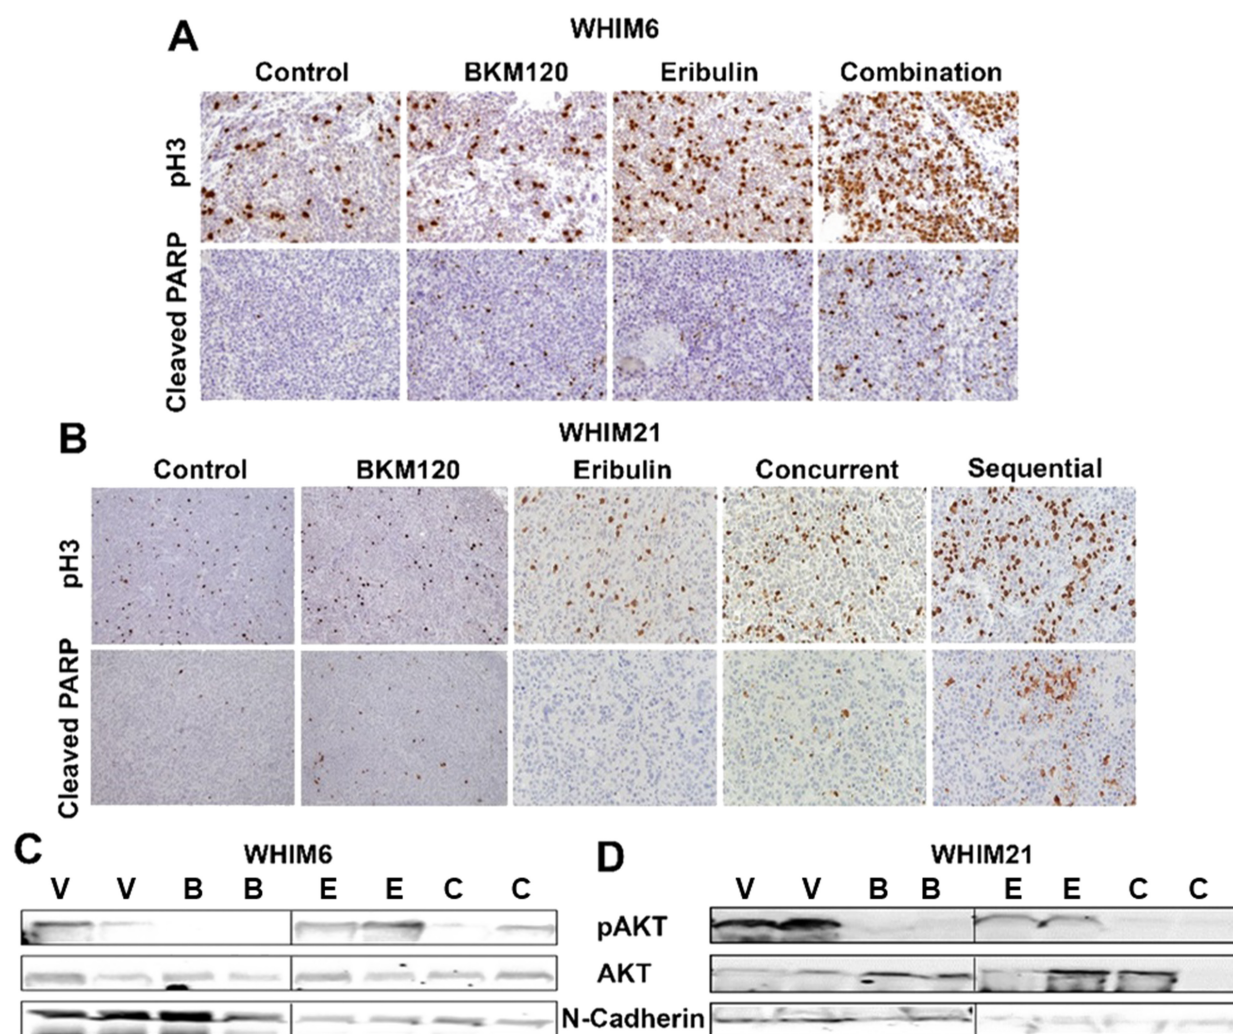 A
WHIM6
Control BKM120 Eribulin Combination
pH3
Cleaved PARP
B
WHIM21
Control BKM120 Eribulin Concurrent Sequential
pH3
Cleaved PARP
C
WHIM6
V V B B E E C C
D
WHIM21
V V B B E E C C
pAKT
AKT
N-Cadherin